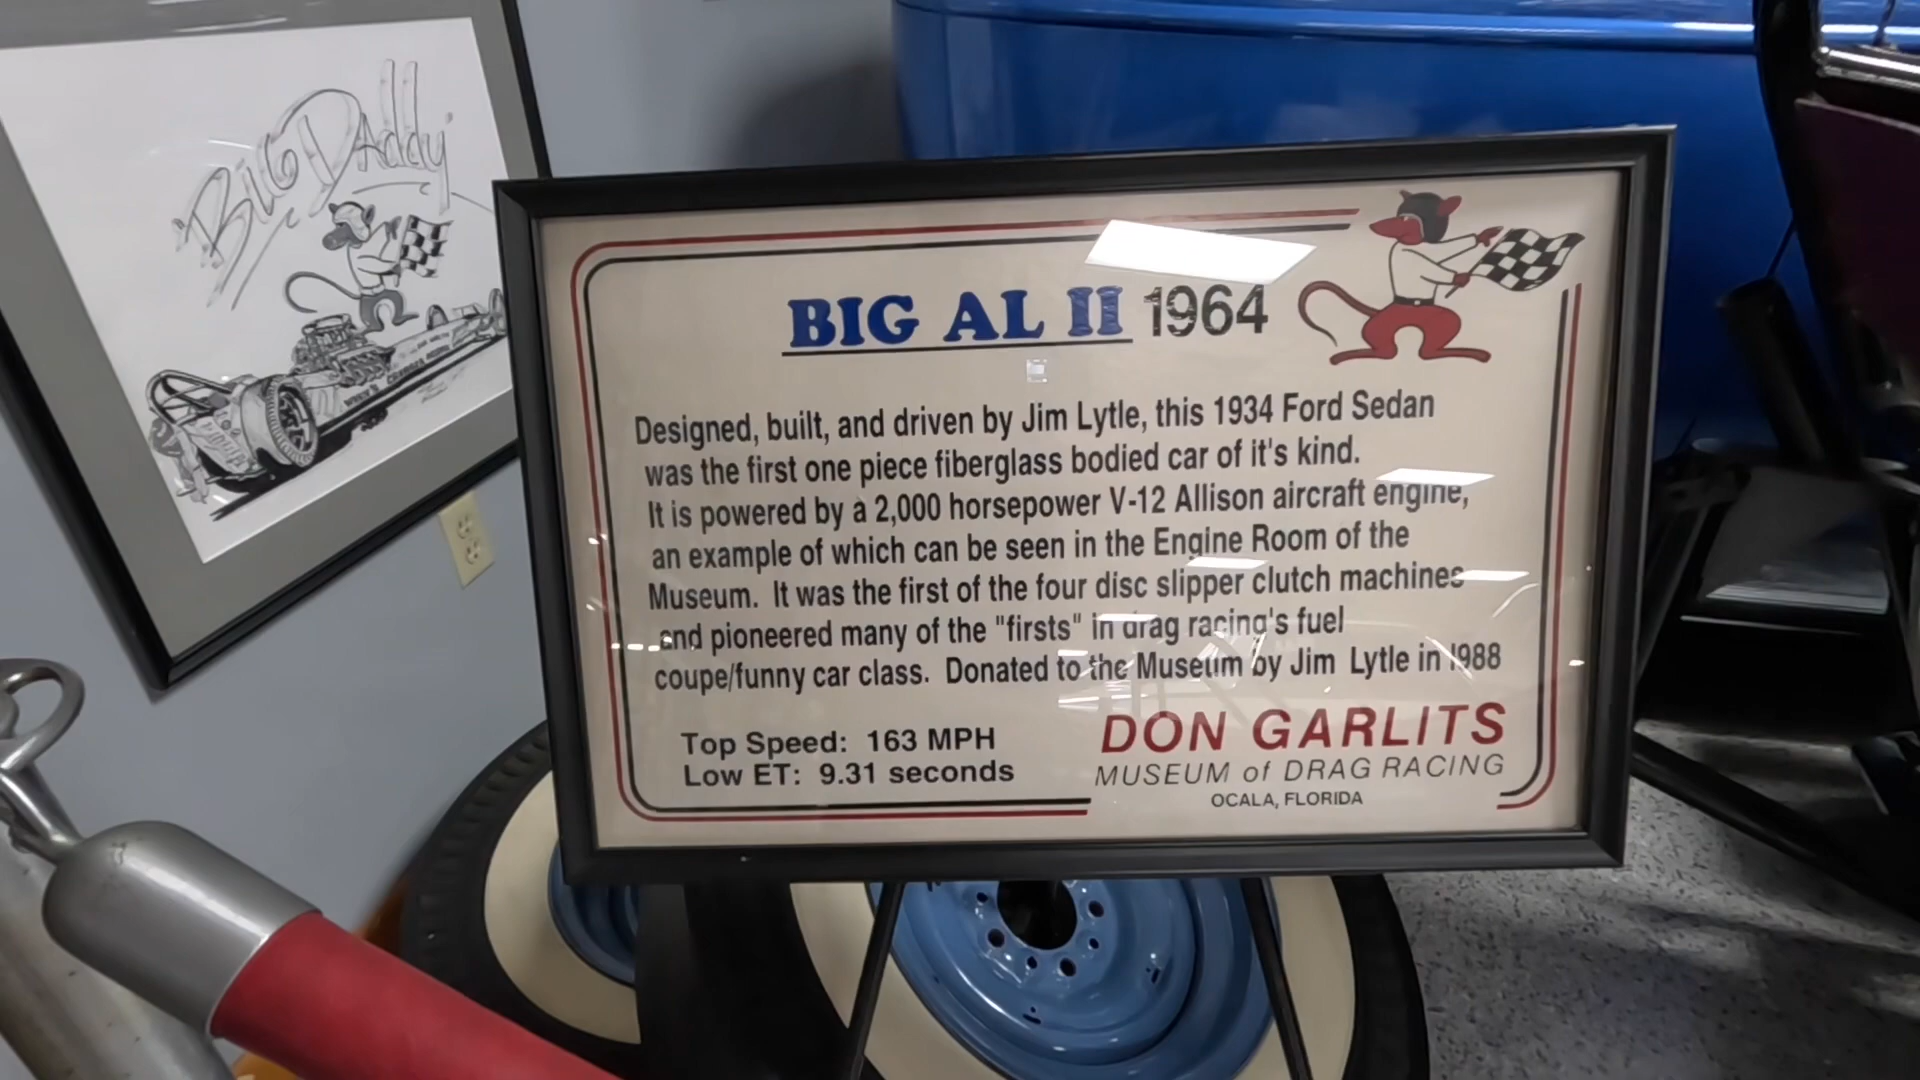 Big Daddy
BIG AL II 1964
Designed, built, and driven by Jim Lytle, this 1934 Ford Sedan
was the first one piece fiberglass bodied car of it's kind.
It is powered by a 2,000 horsepower V-12 Allison aircraft engine,
an example of which can be seen in the Engine Room of the
Museum. It was the first of the four disc slipper clutch machines
and pioneered many of the "firsts" in drag racing's fuel
coupe/funny car class. Donated to the Museum by Jim Lytle in 1988
Top Speed: 163 MPH
Low ET: 9.31 seconds
DON GARLITS
MUSEUM of DRAG RACING
OCALA, FLORIDA